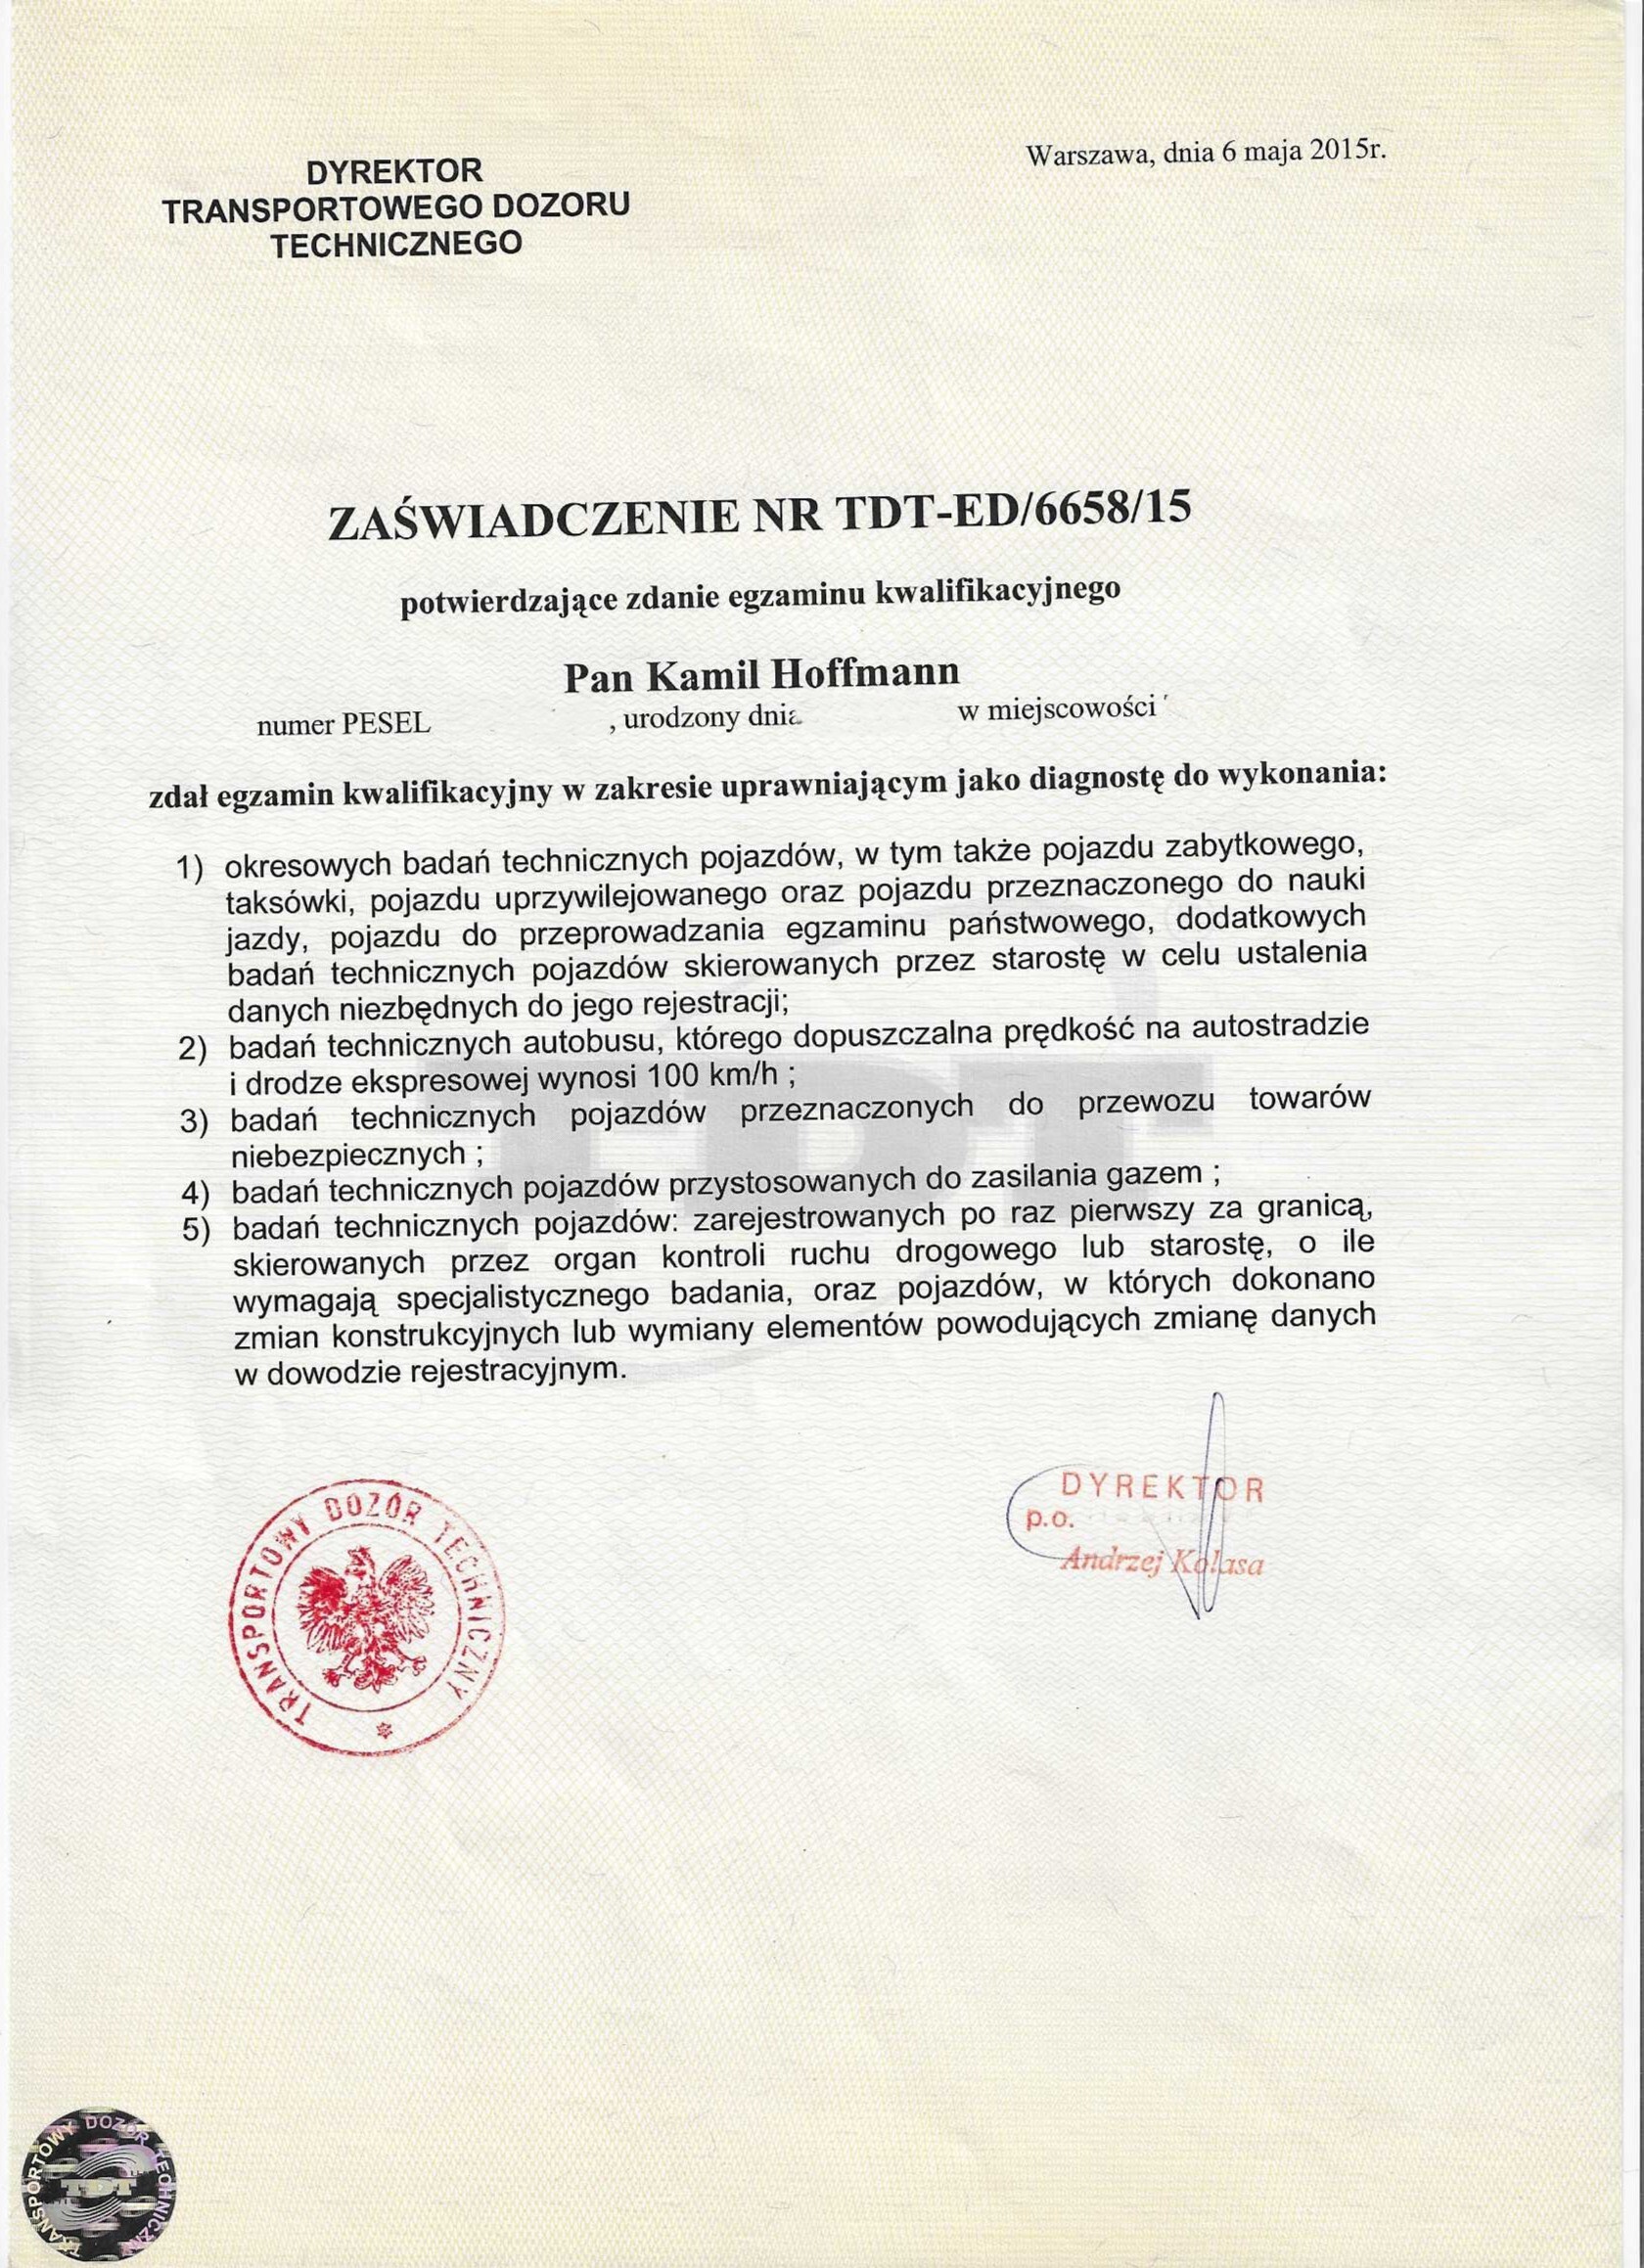 Warszawa, dnia 6 maja 2015r.
DYREKTOR
TRANSPORTOWEGO DOZORU
TECHNICZNEGO
ZAŚWIADCZENIE NR TDT-ED/6658/15
potwierdzające zdanie egzaminu kwalifikacyjnego
Pan Kamil Hoffmann
numer PESEL , urodzony dnia w miejscowości
zdał egzamin kwalifikacyjny w zakresie uprawniającym jako diagnostę do wykonania:
1) okresowych badań technicznych pojazdów, w tym także pojazdu zabytkowego,
taksówki, pojazdu uprzywilejowanego oraz pojazdu przeznaczonego do nauki
jazdy, pojazdu do przeprowadzania egzaminu państwowego, dodatkowych
badań technicznych pojazdów skierowanych przez starostę w celu ustalenia
danych niezbędnych do jego rejestracji;
2) badań technicznych autobusu, którego dopuszczalna prędkość na autostradzie
i drodze ekspresowej wynosi 100 km/h ;
3) badań technicznych pojazdów przeznaczonych do przewozu towarów
niebezpiecznych ;
4) badań technicznych pojazdów przystosowanych do zasilania gazem ;
5) badań technicznych pojazdów: zarejestrowanych po raz pierwszy za granicą,
skierowanych przez organ kontroli ruchu drogowego lub starostę, o ile
wymagają specjalistycznego badania, oraz pojazdów, w których dokonano
zmian konstrukcyjnych lub wymiany elementów powodujących zmianę danych
w dowodzie rejestracyjnym.
TDT
TRANSPORTOWY DOZÓR TECHNICZNY
DYREKTOR
p.o.
Andrzej Kolasa
TRANSPORTOWY DOZÓR TECHNICZNY
TDT